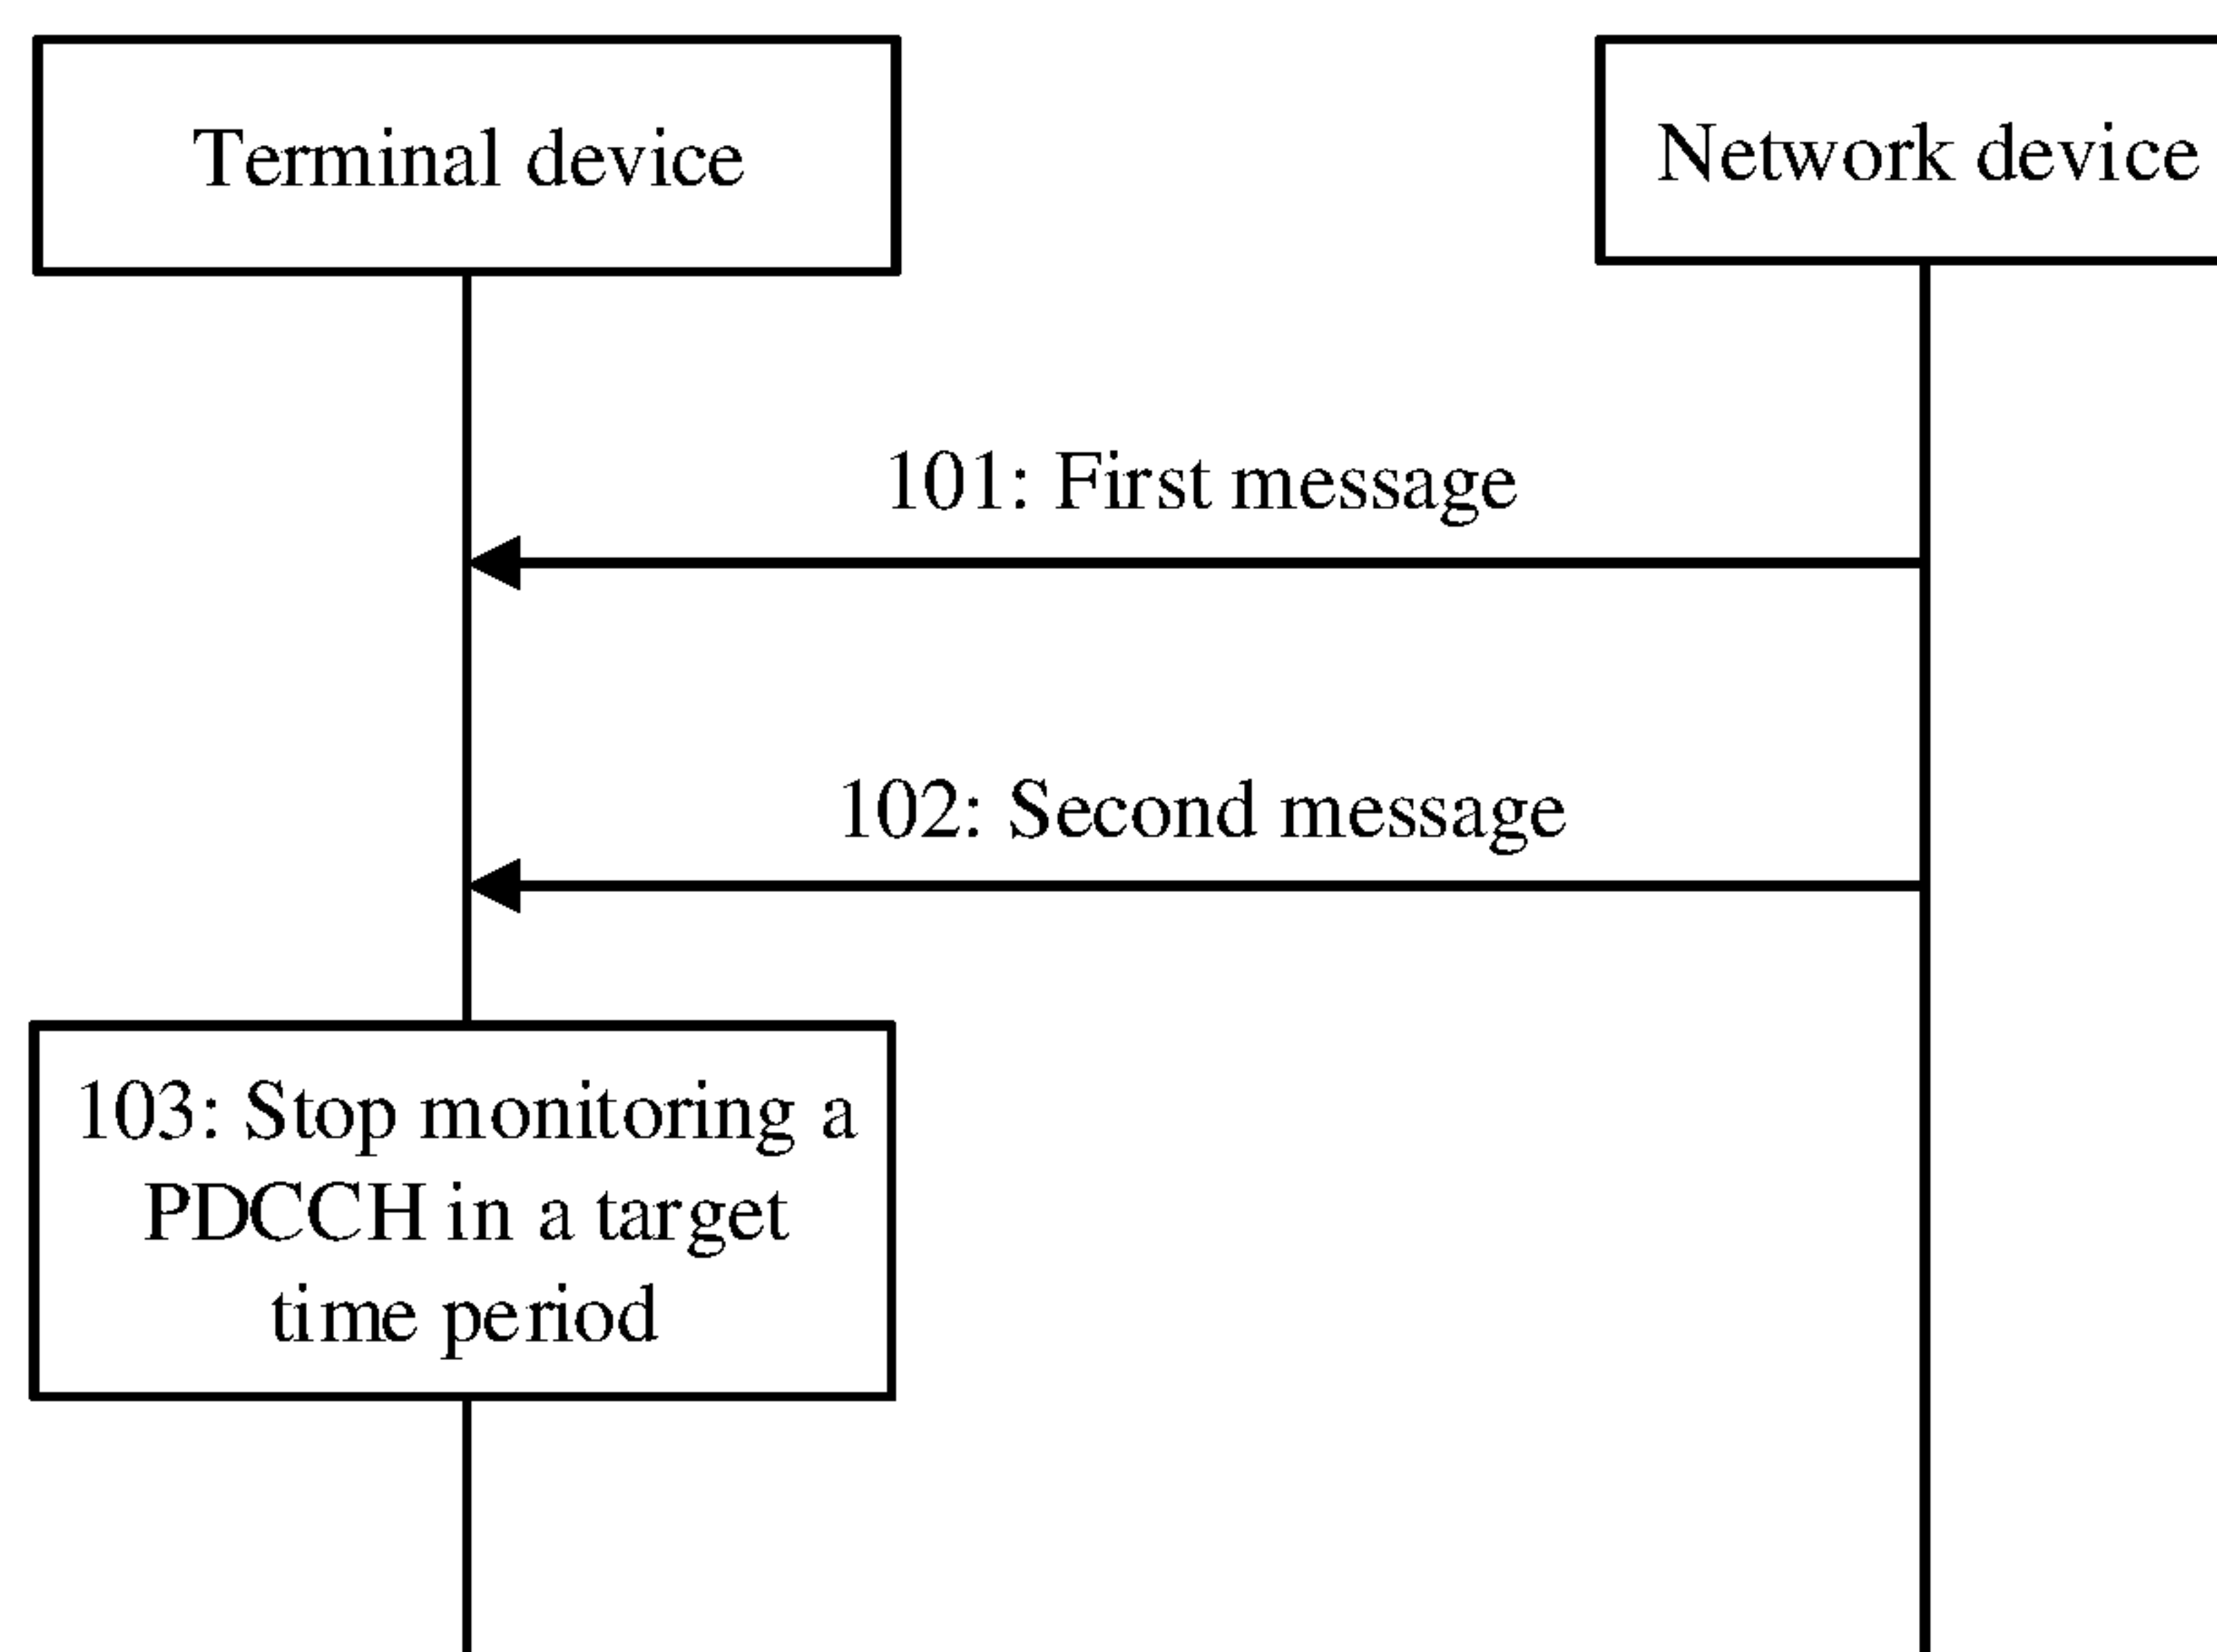 Terminal device
Network device
101: First message
102: Second message
103: Stop monitoring a
PDCCH in a target
time period